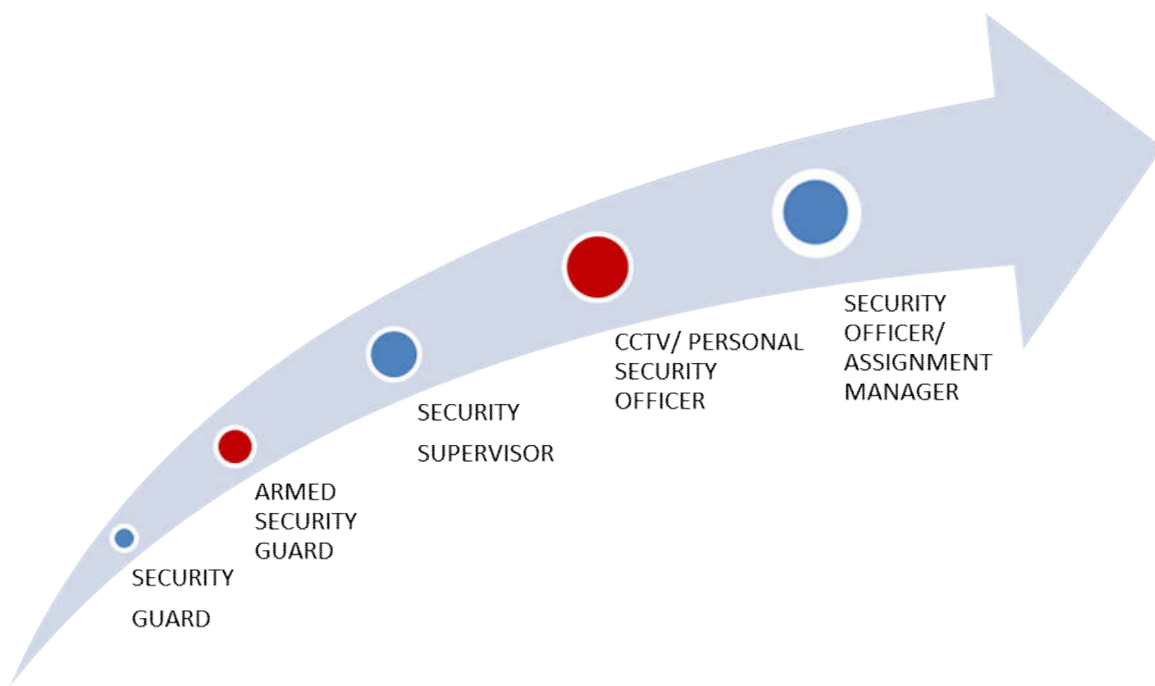 SECURITY
GUARD
ARMED
SECURITY
GUARD
SECURITY
SUPERVISOR
CCTV/ PERSONAL
SECURITY
OFFICER
SECURITY
OFFICER/
ASSIGNMENT
MANAGER